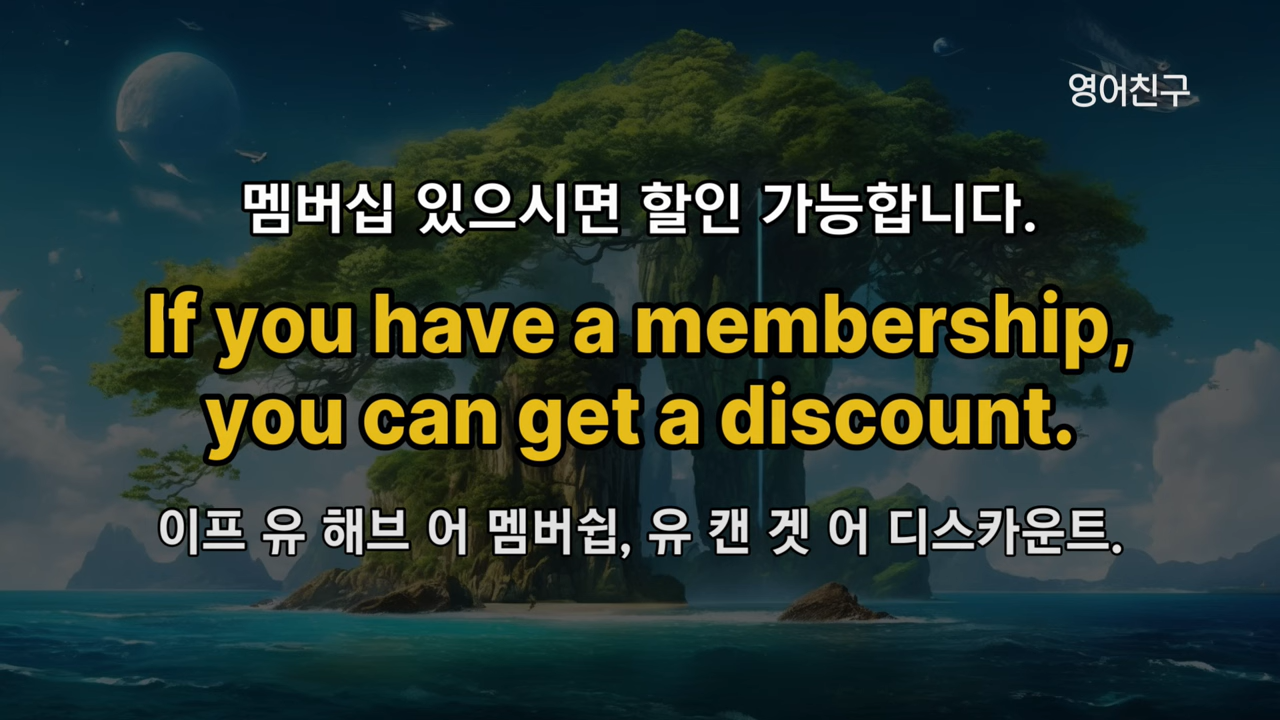 영어친구
멤버십 있으시면 할인 가능합니다.
If you have a membership,
you can get a discount.
이프 유 해브 어 멤버쉽, 유 캔 겟 어 디스카운트.